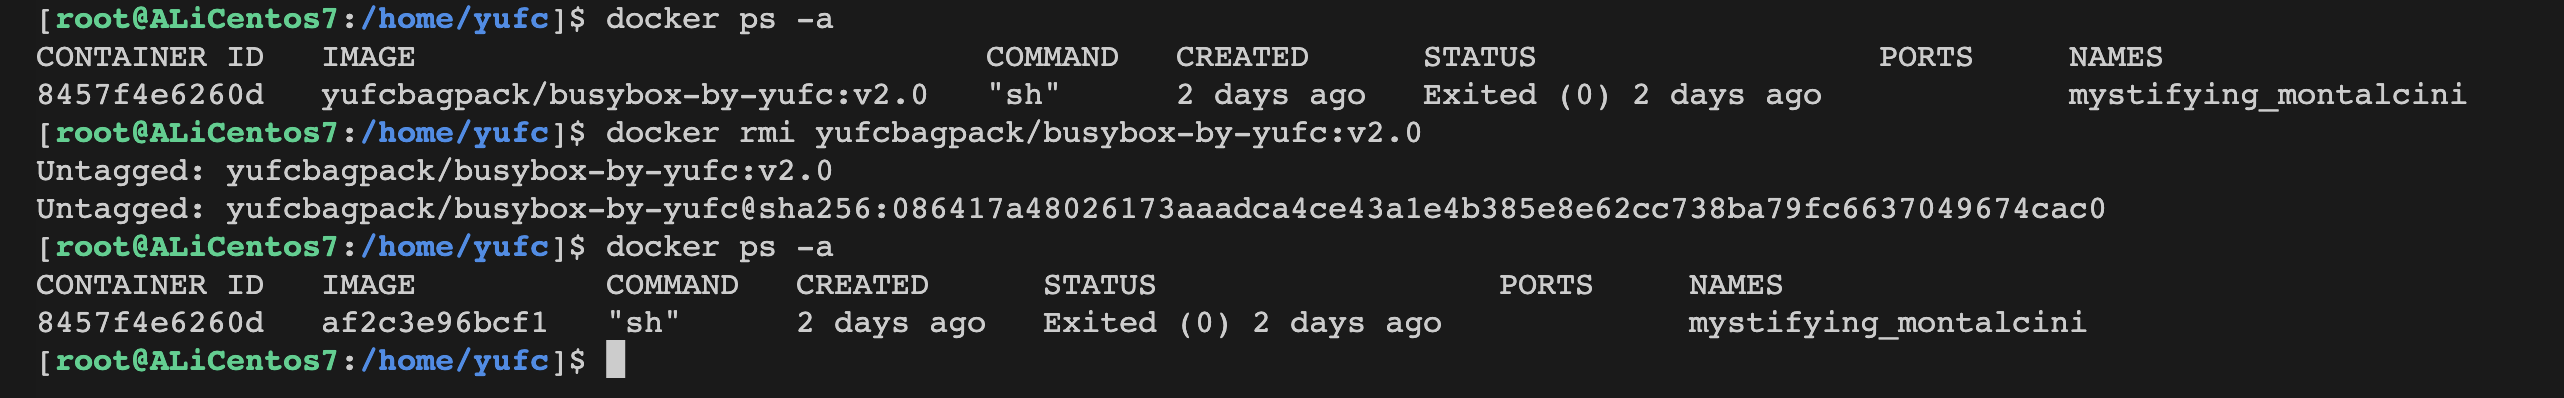 [root@ALiCentos7:/home/yufc]$ docker ps -a
CONTAINER ID   IMAGE                              COMMAND   CREATED      STATUS                  PORTS     NAMES
8457f4e6260d   yufcbagpack/busybox-by-yufc:v2.0   "sh"      2 days ago   Exited (0) 2 days ago             mystifying_montalcini
[root@ALiCentos7:/home/yufc]$ docker rmi yufcbagpack/busybox-by-yufc:v2.0
Untagged: yufcbagpack/busybox-by-yufc:v2.0
Untagged: yufcbagpack/busybox-by-yufc@sha256:086417a48026173aaadca4ce43a1e4b385e8e62cc738ba79fc6637049674cac0
[root@ALiCentos7:/home/yufc]$ docker ps -a
CONTAINER ID   IMAGE          COMMAND   CREATED      STATUS                  PORTS     NAMES
8457f4e6260d   af2c3e96bcf1   "sh"      2 days ago   Exited (0) 2 days ago             mystifying_montalcini
[root@ALiCentos7:/home/yufc]$